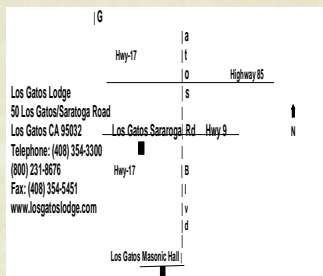 | G
| a
Hwy-17 | t
| o Highway 85
Los Gatos Lodge | s
50 Los Gatos/Saratoga Road |
Los Gatos CA 95032 Los Gatos Sararoga | Rd Hwy 9 N
Telephone: (408) 354-3300 |
(800) 231-8676 Hwy-17 | B
Fax: (408) 354-5451 | l
www.losgatoslodge.com | v
| d
|
Los Gatos Masonic Hall |